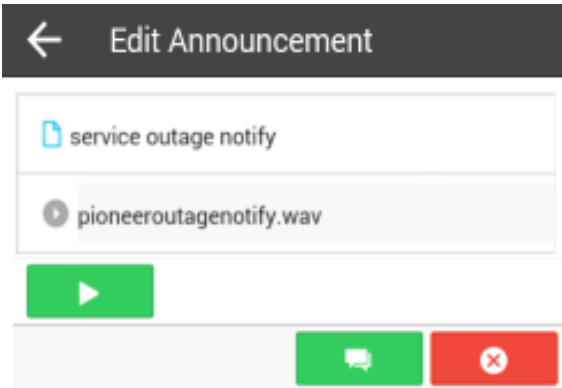 Edit Announcement
service outage notify
pioneeroutagenotify.wav